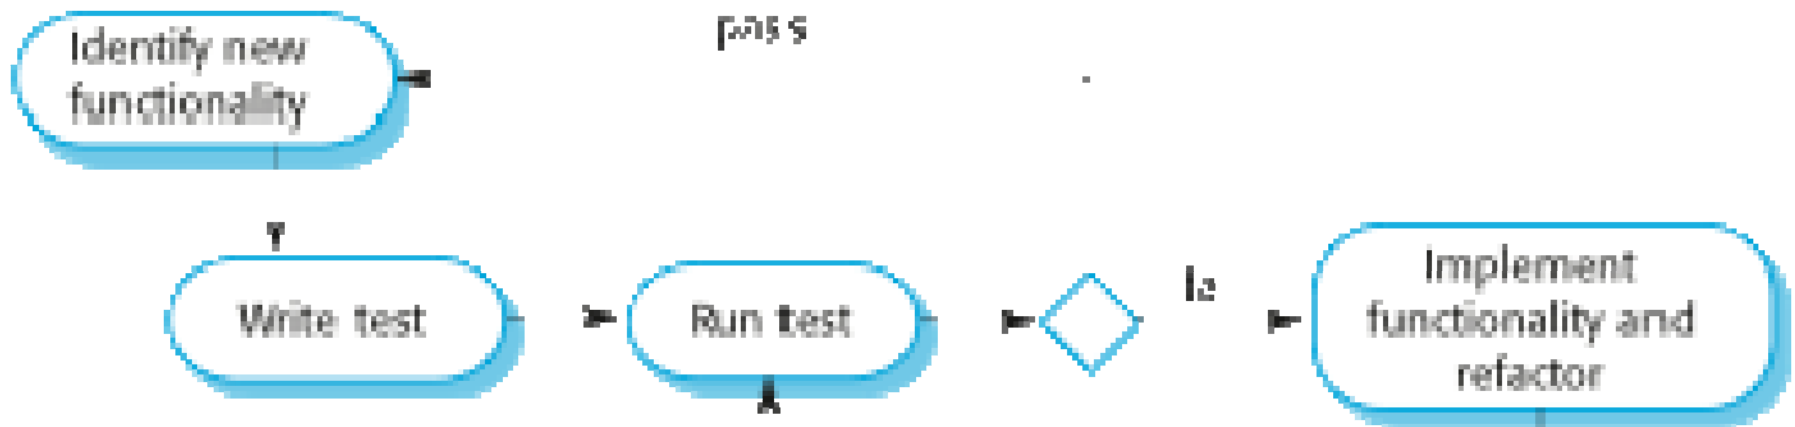 Identify new
functionality
pass
Write test
Run test
Implement
functionality and
refactor